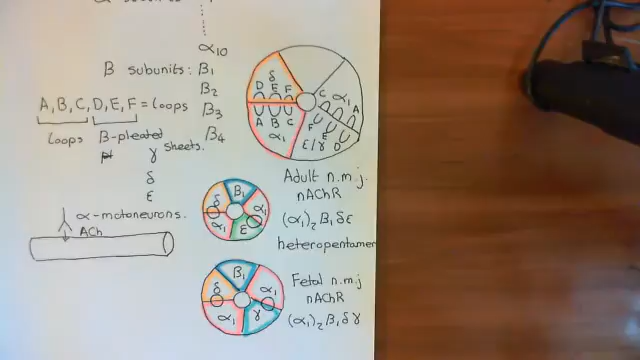 α
α10
β subunits: β1
β2
A, B, C, D, E, F = loops
β3
Loops β-pleated
β4
γ sheets.
δ
ε
α-motoneurons.
ACh
δ
D E F
A B C
α1
C α1 A
F E D
ε/γ
Adult n.m.j.
nAChR
(α1)2 β1 δ ε
heteropentamer
β1
δ α1
α1 ε
Fetal n.m.j
nAChR
(α1)2 β1 δ γ
β1
δ α1
α1 γ